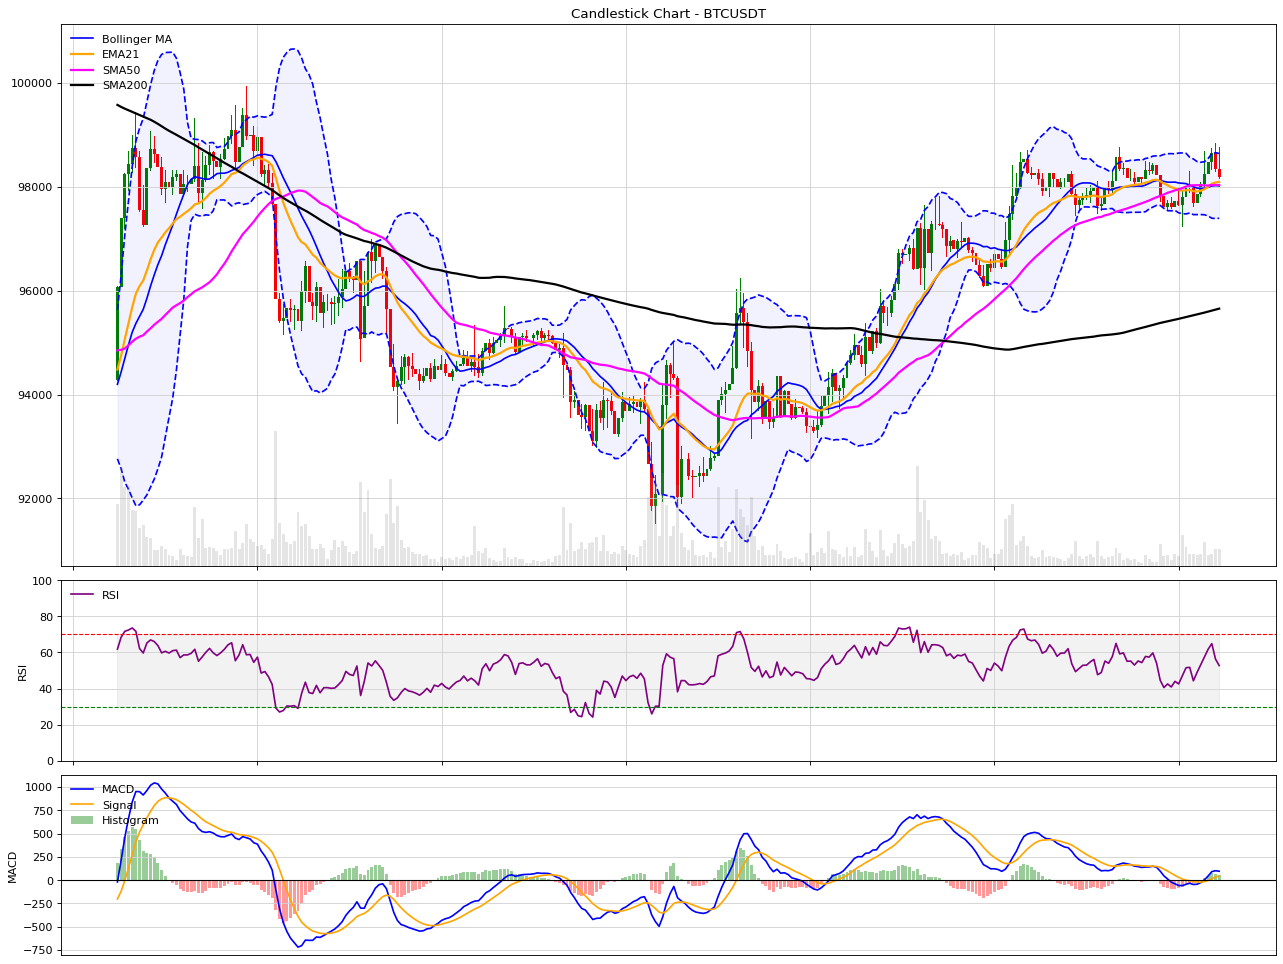 Candlestick Chart - BTCUSDT
Bollinger MA
EMA21
SMA50
SMA200
100000
98000
96000
94000
92000
RSI
100
80
60
40
20
0
RSI
MACD
Signal
Histogram
1000
750
500
250
0
−250
−500
−750
MACD